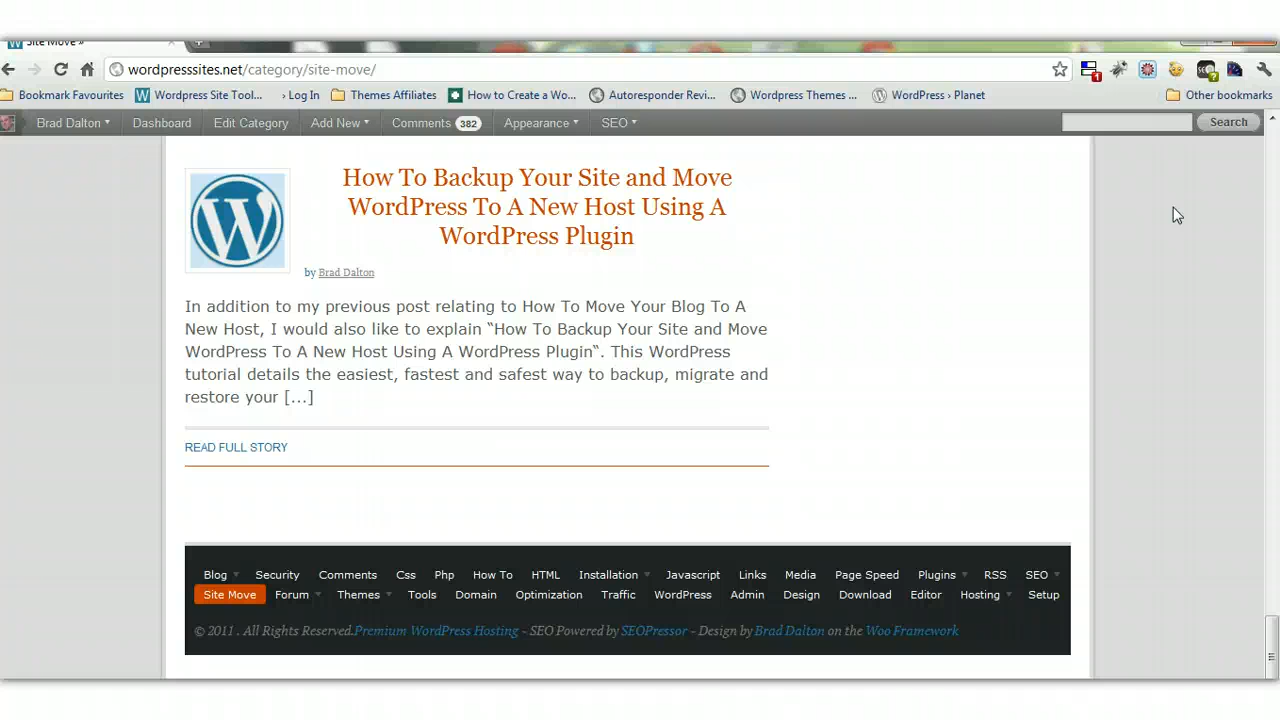 Site Move »
wordpresssites.net/category/site-move/
1
?
Bookmark Favourites Wordpress Site Tool... › Log In Themes Affiliates How to Create a Wo... Autoresponder Revi... Wordpress Themes ... WordPress › Planet Other bookmarks
Brad Dalton Dashboard Edit Category Add New Comments 382 Appearance SEO Search
How To Backup Your Site and Move
WordPress To A New Host Using A
WordPress Plugin
by Brad Dalton
In addition to my previous post relating to How To Move Your Blog To A
New Host, I would also like to explain “How To Backup Your Site and Move
WordPress To A New Host Using A WordPress Plugin“. This WordPress
tutorial details the easiest, fastest and safest way to backup, migrate and
restore your [...]
READ FULL STORY
Blog Security Comments Css Php How To HTML Installation Javascript Links Media Page Speed Plugins RSS SEO
Site Move Forum Themes Tools Domain Optimization Traffic WordPress Admin Design Download Editor Hosting Setup
© 2011 . All Rights Reserved.Premium WordPress Hosting - SEO Powered by SEOPressor - Design by Brad Dalton on the Woo Framework